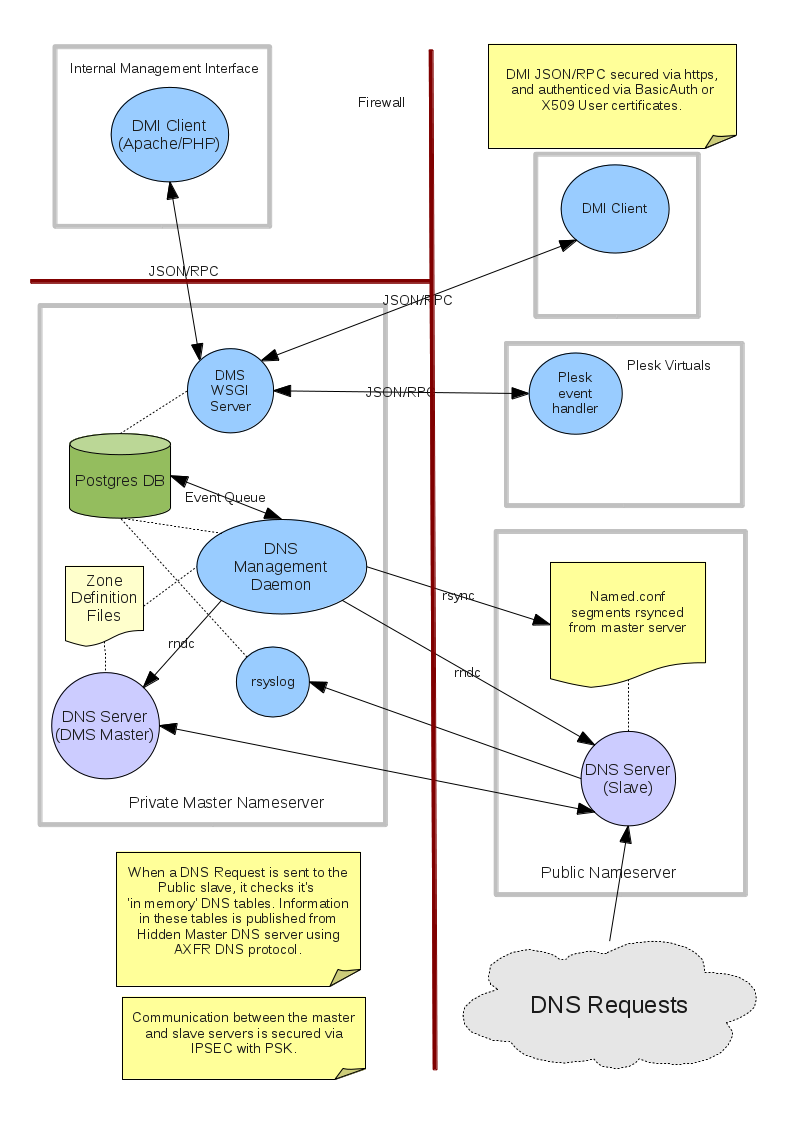 Internal Management Interface
DMI Client
(Apache/PHP)
Firewall
DMI JSON/RPC secured via https,
and authenticed via BasicAuth or
X509 User certificates.
DMI Client
JSON/RPC
JSON/RPC
DMS
WSGI
Server
JSON/RPC
Plesk
event
handler
Plesk Virtuals
Postgres DB
Event Queue
DNS
Management
Daemon
Zone
Definition
Files
rndc
rsync
Named.conf
segments rsynced
from master server
rndc
rsyslog
DNS Server
(DMS Master)
DNS Server
(Slave)
Private Master Nameserver
Public Nameserver
When a DNS Request is sent to the
Public slave, it checks it's
'in memory' DNS tables. Information
in these tables is published from
Hidden Master DNS server using
AXFR DNS protocol.
Communication between the master
and slave servers is secured via
IPSEC with PSK.
DNS Requests